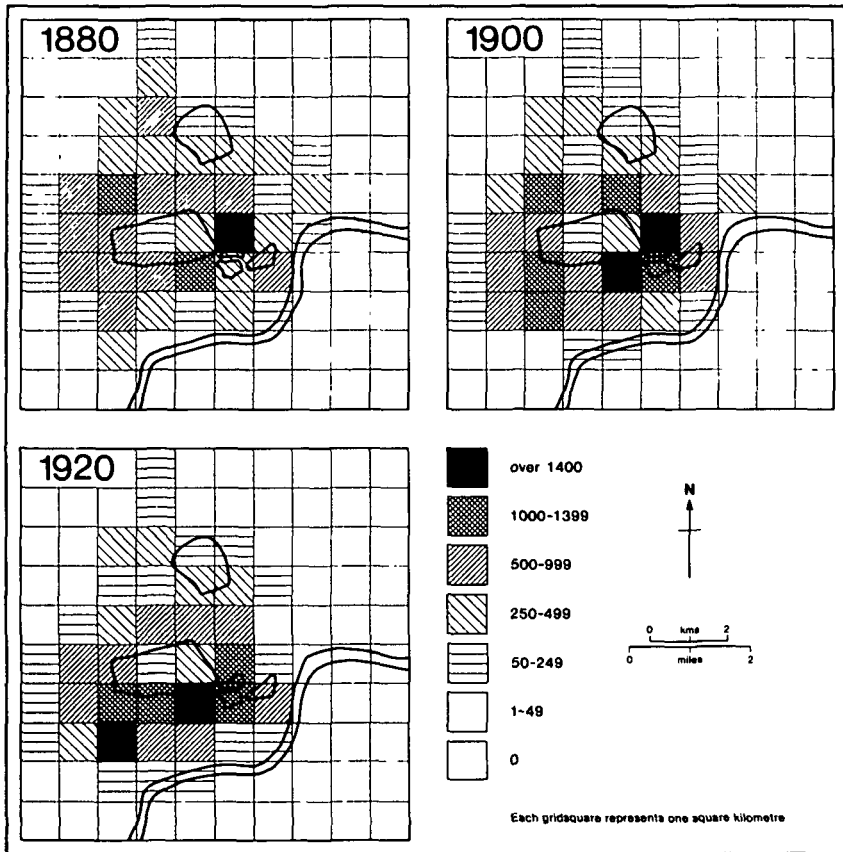 1880
1900
1920
over 1400
1000-1399
500-999
250-499
50-249
1-49
0
N
0 kms 2
0 miles 2
Each gridsquare represents one square kilometre